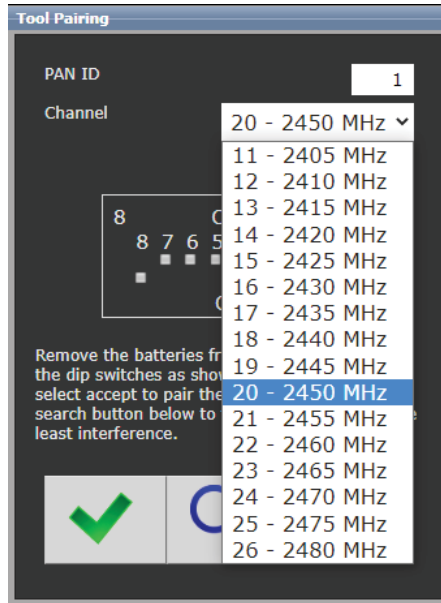 Tool Pairing
PAN ID
1
Channel
20 - 2450 MHz
11 - 2405 MHz
12 - 2410 MHz
13 - 2415 MHz
14 - 2420 MHz
15 - 2425 MHz
16 - 2430 MHz
17 - 2435 MHz
18 - 2440 MHz
19 - 2445 MHz
20 - 2450 MHz
21 - 2455 MHz
22 - 2460 MHz
23 - 2465 MHz
24 - 2470 MHz
25 - 2475 MHz
26 - 2480 MHz
8
8 7 6 5
Remove the batteries
the dip switches as
select accept to pair
search button below to
least interference.